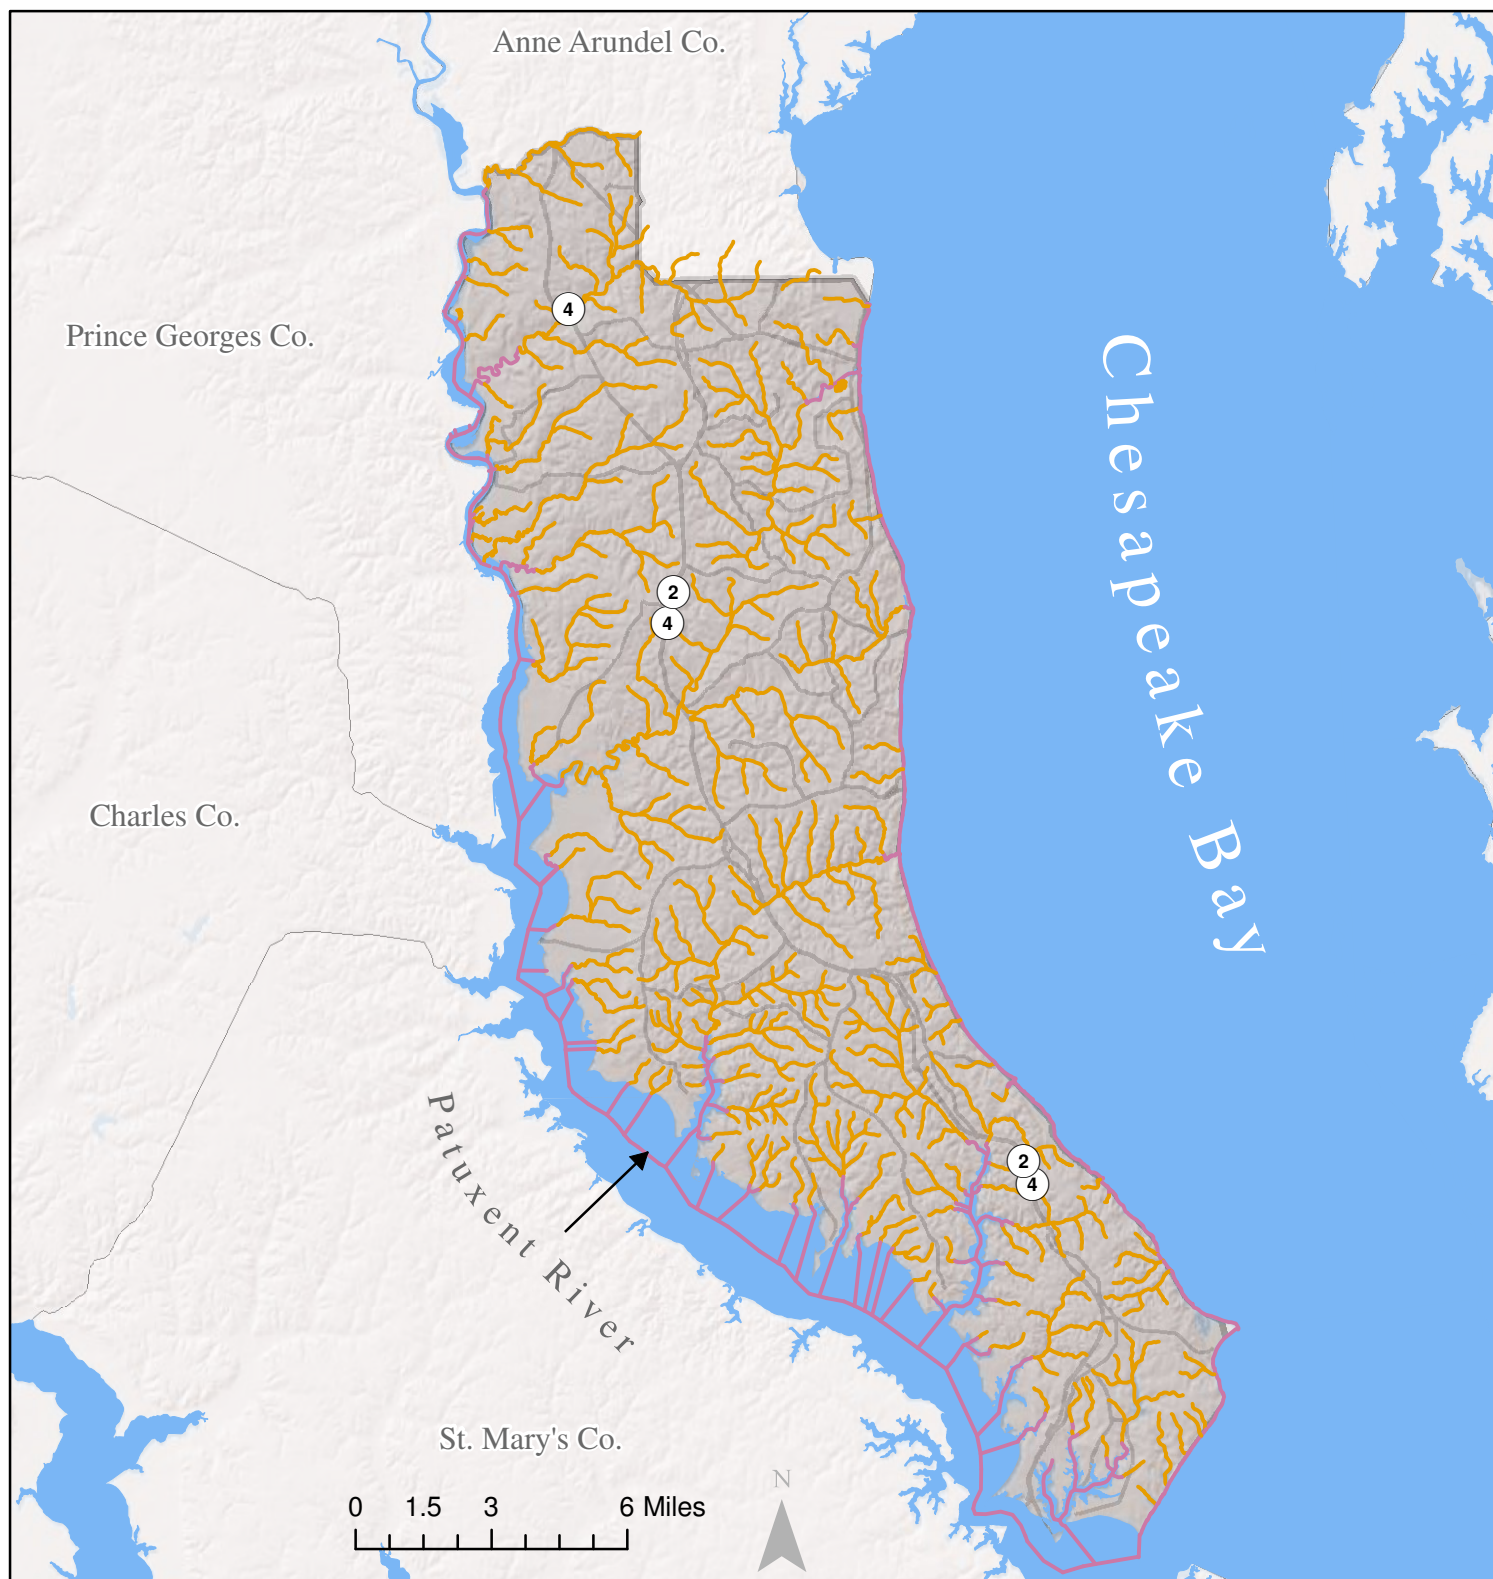 Anne Arundel Co.
4
Prince Georges Co.
Chesapeake Bay
2
4
Charles Co.
Patuxent River
2
4
St. Mary's Co.
0 1.5 3 6 Miles
N